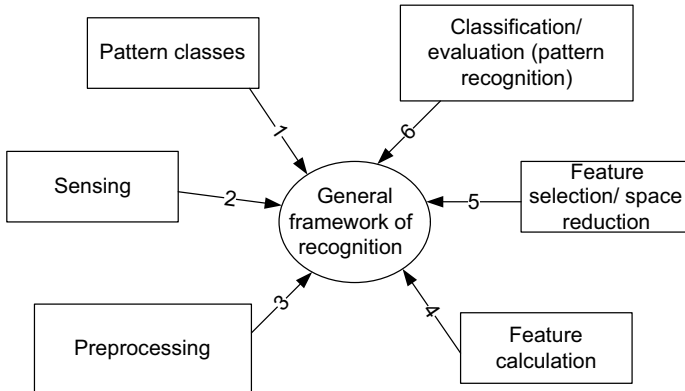 Pattern classes
1
Classification/
evaluation (pattern
recognition)
6
Sensing
2
General
framework of
recognition
5
Feature
selection/ space
reduction
Preprocessing
3
4
Feature
calculation